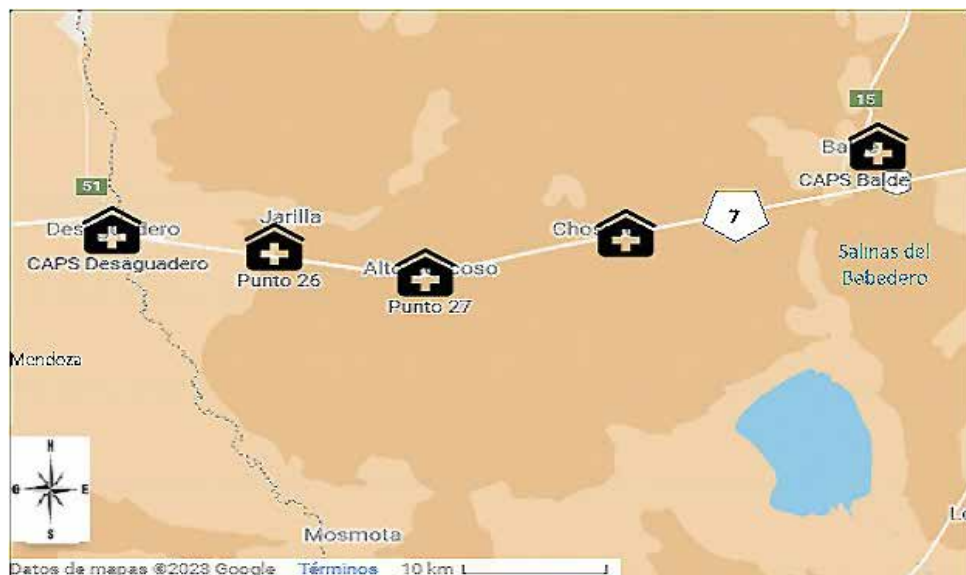 15
CAPS Balde
51
Jarilla
CAPS Desaguadero
Punto 26
Punto 27
7
Salinas del
Bebedero
Mendoza
N
E
S
Mosmota
Datos de mapas ©2023 Google Términos 10 km